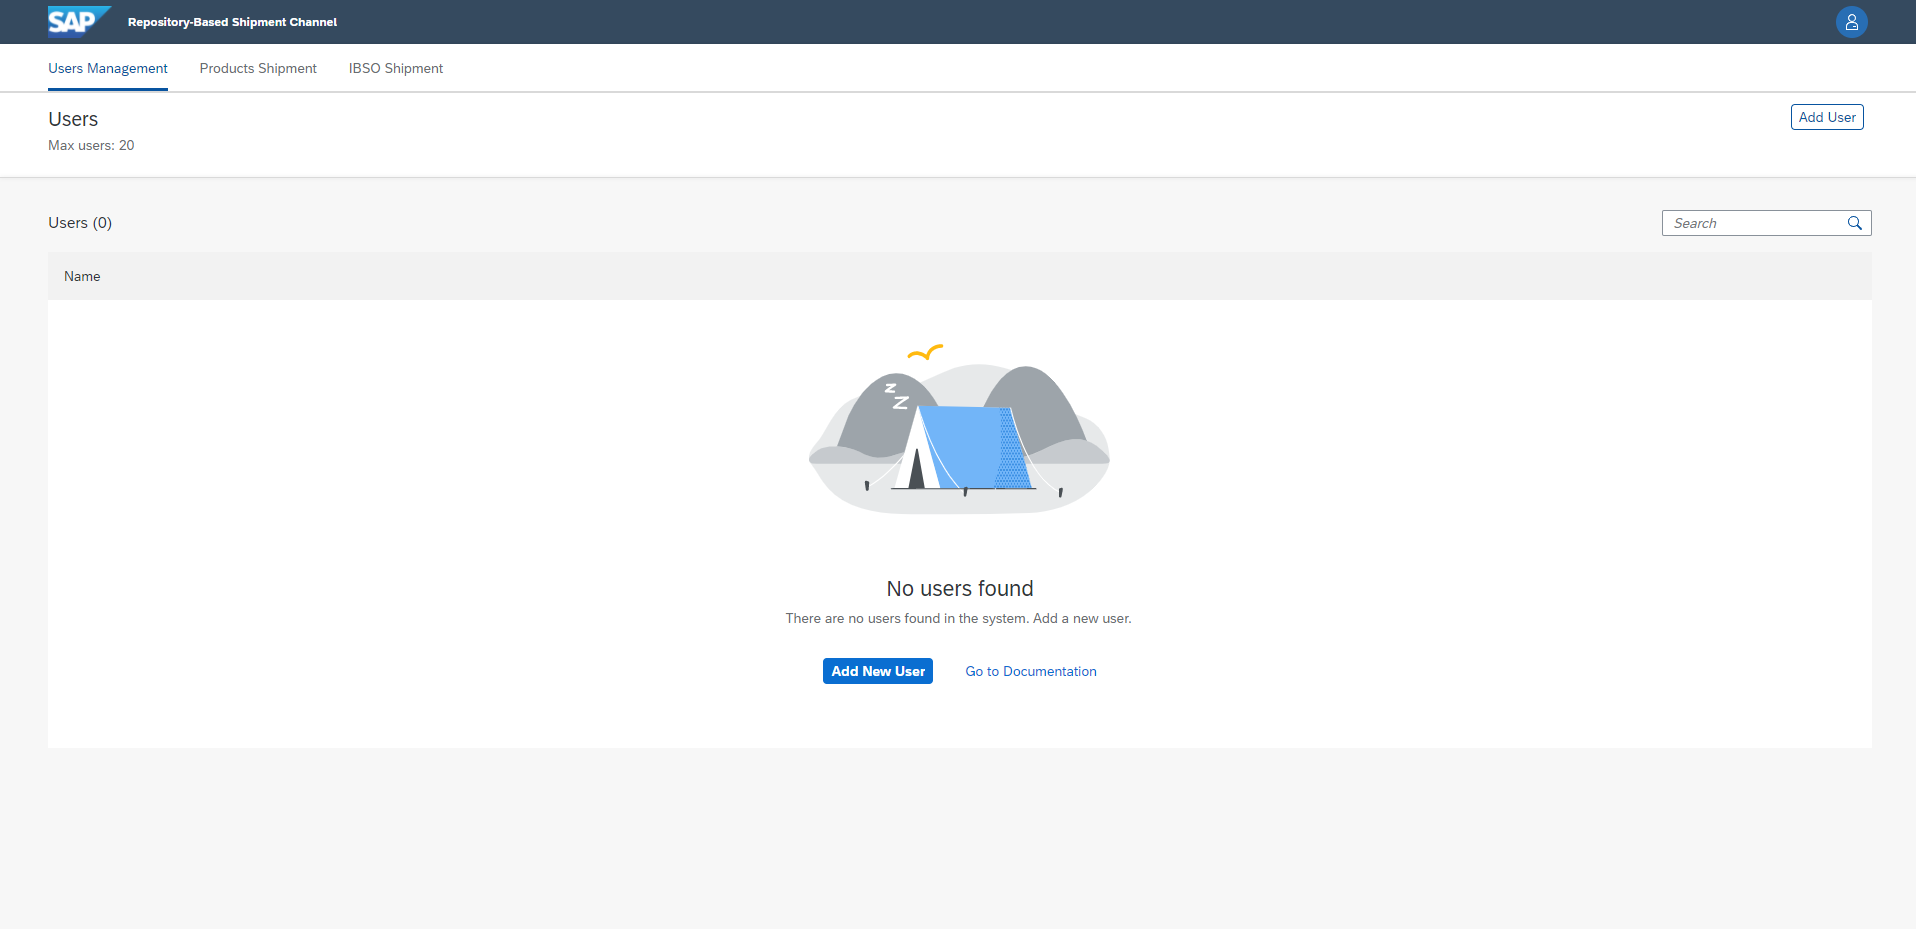 SAP Repository-Based Shipment Channel
Users Management Products Shipment IBSO Shipment
Users
Add User
Max users: 20
Users (0)
Search
Name
z
Z
No users found
There are no users found in the system. Add a new user.
Add New User Go to Documentation